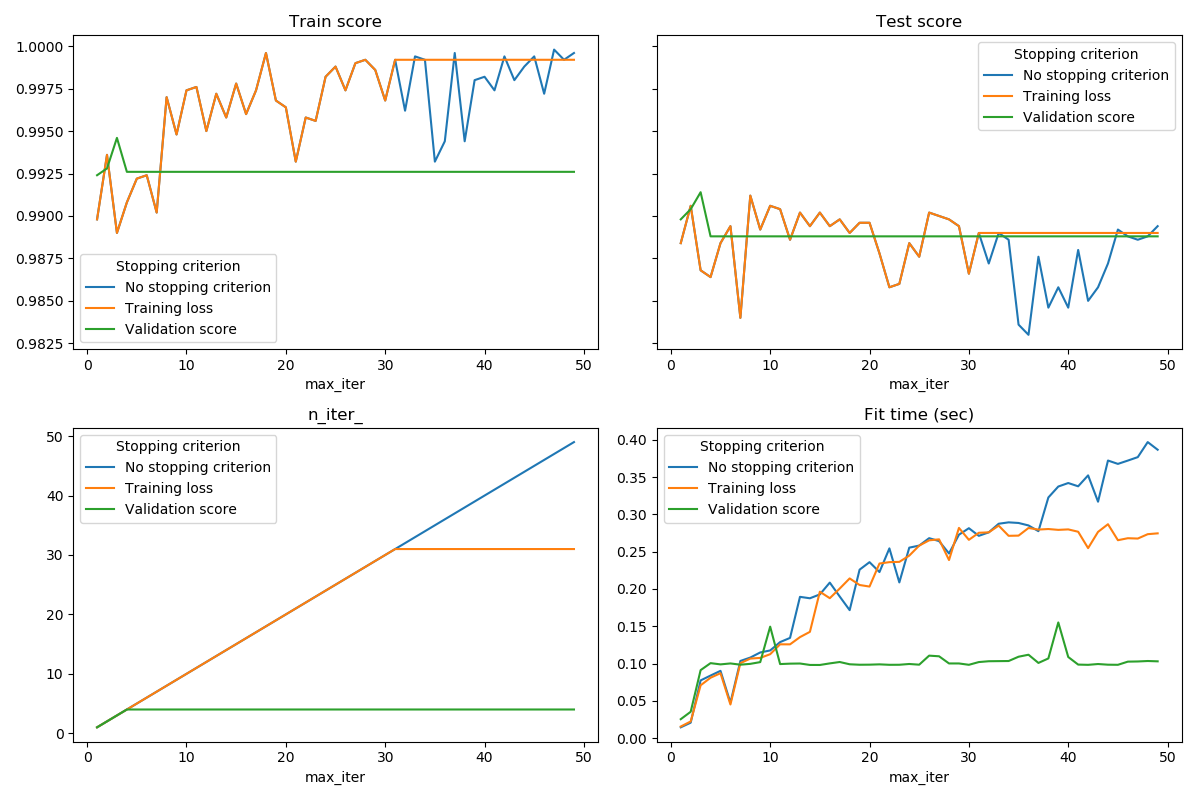 Train score
1.0000
0.9975
0.9950
0.9925
0.9900
0.9875
0.9850
0.9825
Stopping criterion
No stopping criterion
Training loss
Validation score
0 10 20 30 40 50
max_iter
Test score
Stopping criterion
No stopping criterion
Training loss
Validation score
0 10 20 30 40 50
max_iter
n_iter_
50
40
30
20
10
0
Stopping criterion
No stopping criterion
Training loss
Validation score
0 10 20 30 40 50
max_iter
Fit time (sec)
0.40
0.35
0.30
0.25
0.20
0.15
0.10
0.05
0.00
Stopping criterion
No stopping criterion
Training loss
Validation score
0 10 20 30 40 50
max_iter